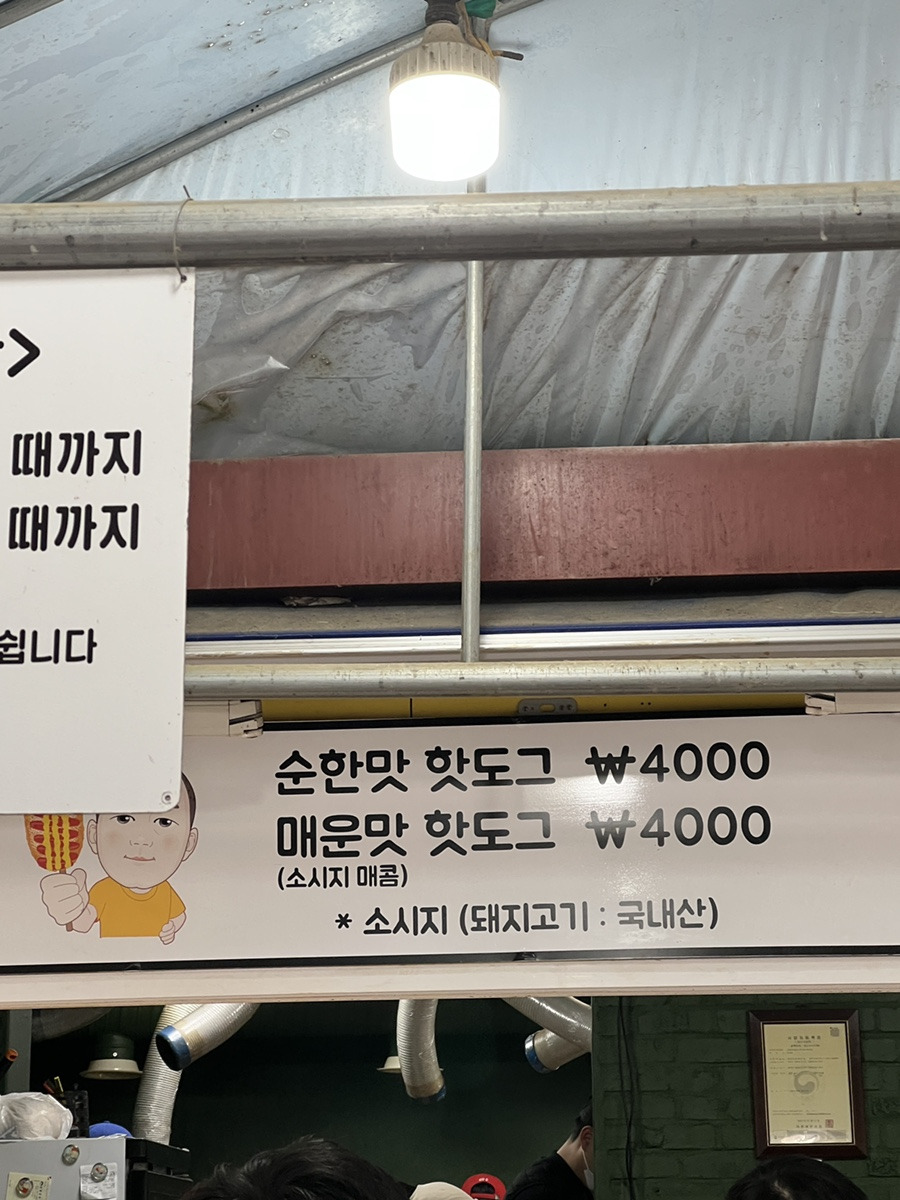 >
때까지
때까지
쉽니다
순한맛 핫도그 ₩4000
매운맛 핫도그 ₩4000
(소시지 매콤)
* 소시지 (돼지고기 : 국내산)